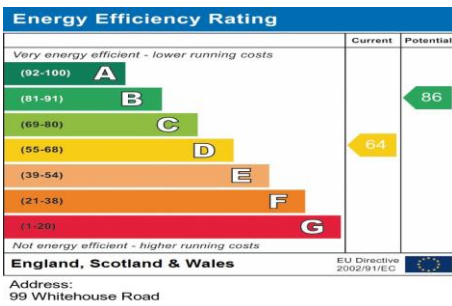 Energy Efficiency Rating
Current Potential
Very energy efficient - lower running costs
(92-100) A
(81-91) B 86
(69-80) C
(55-68) D 64
(39-54) E
(21-38) F
(1-20) G
Not energy efficient - higher running costs
England, Scotland & Wales EU Directive
2002/91/EC
Address:
99 Whitehouse Road